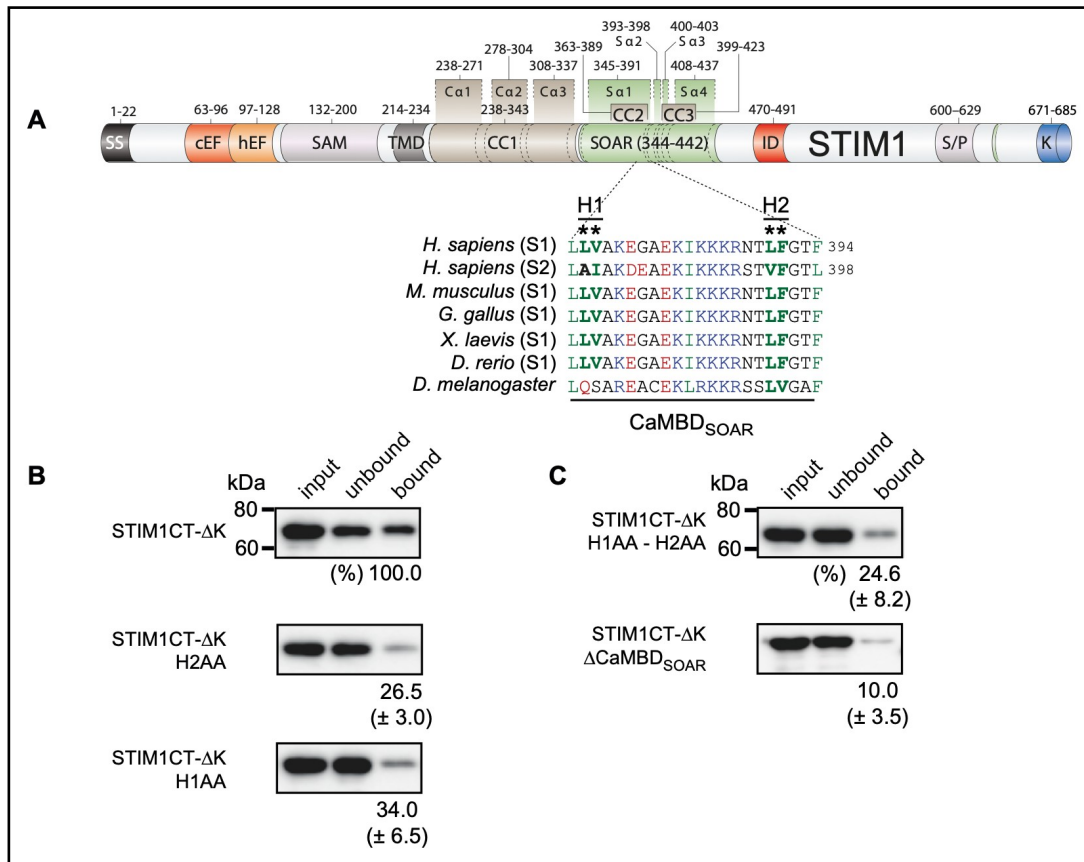 A
393-398
400-403
Sα2
Sα3
363-389
399-423
278-304
238-271
308-337
345-391
408-437
Cα1
Cα2
Cα3
Sα1
Sα4
1-22
63-96
97-128
132-200
214-234
238-343
CC2
CC3
470-491
600-629
671-685
SS
cEF
hEF
SAM
TMD
CC1
SOAR (344-442)
ID
STIM1
S/P
K
H1 H2
** **
H. sapiens (S1) LLVAKEGAEKIKKKRNTLFGTF 394
H. sapiens (S2) LAIAKDEAEKIKKKRSTVFGTL 398
M. musculus (S1) LLVAKEGAEKIKKKRNTLFGTF
G. gallus (S1) LLVAKEGAEKIKKKRNTLFGTF
X. laevis (S1) LLVAKEGAEKIKKKRNTLFGTF
D. rerio (S1) LLVAKEGAEKIKKKRNTLFGTF
D. melanogaster LQSAREACEKLRKKRSSLVGAF
CaMBDSOAR
B
kDa input unbound bound
80
STIM1CT-ΔK
60
(%) 100.0
STIM1CT-ΔK
H2AA
26.5
(± 3.0)
STIM1CT-ΔK
H1AA
34.0
(± 6.5)
C
kDa input unbound bound
80
STIM1CT-ΔK
H1AA - H2AA
60
(%) 24.6
(± 8.2)
STIM1CT-ΔK
ΔCaMBDSOAR
10.0
(± 3.5)